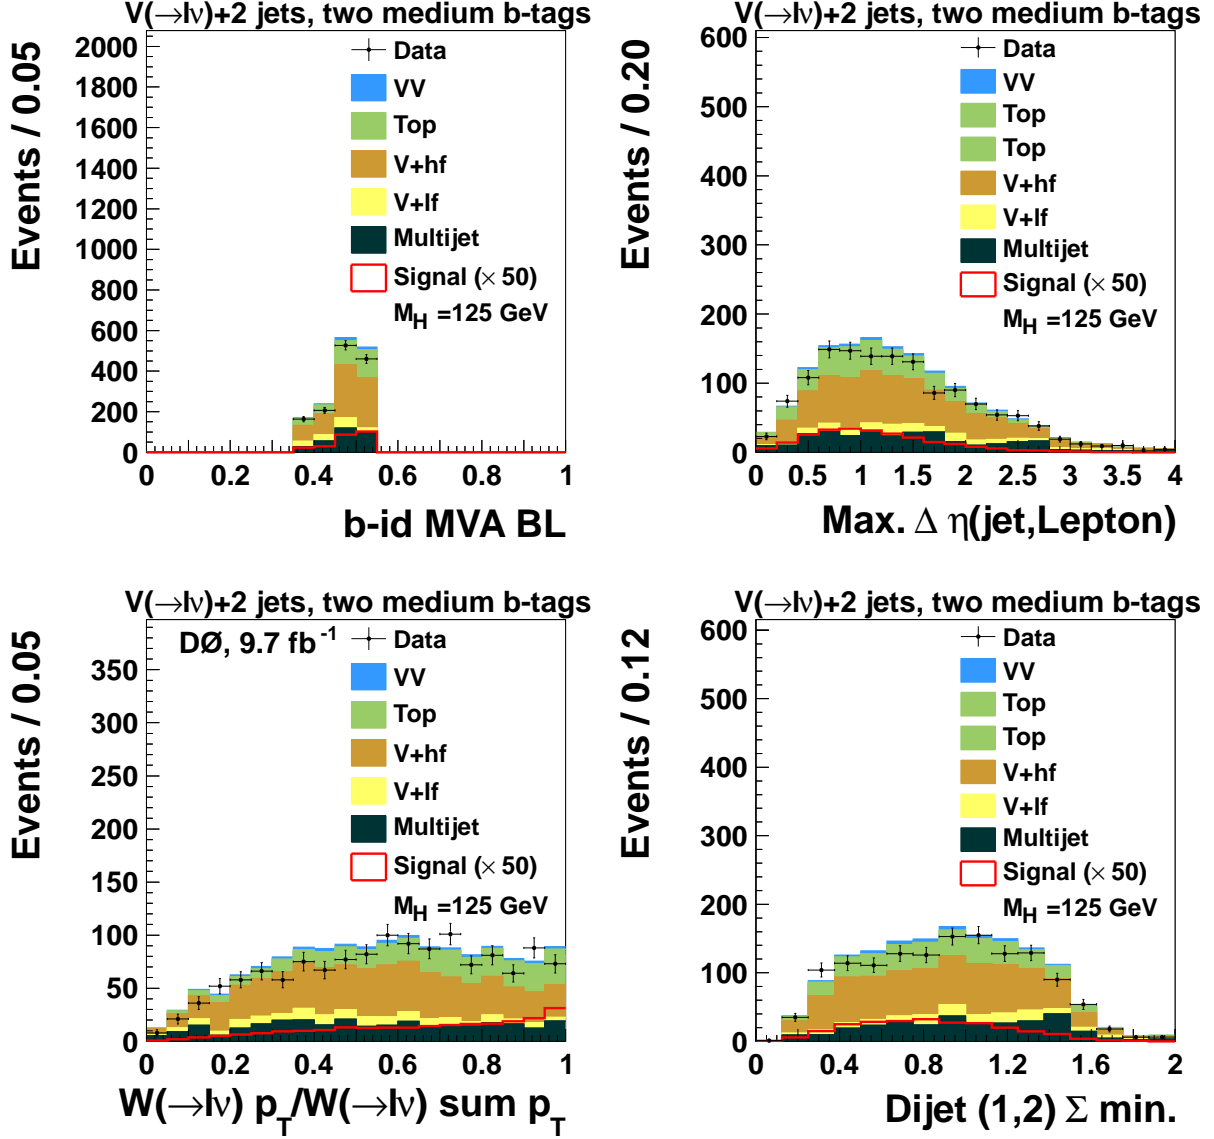 V(→lν)+2 jets, two medium b-tags
Events / 0.05
2000
1800
1600
1400
1200
1000
800
600
400
200
0
Data
VV
Top
V+hf
V+lf
Multijet
Signal (× 50)
M_H =125 GeV
0 0.2 0.4 0.6 0.8 1
b-id MVA BL
V(→lν)+2 jets, two medium b-tags
Events / 0.20
600
500
400
300
200
100
0
Data
VV
Top
Top
V+hf
V+lf
Multijet
Signal (× 50)
M_H =125 GeV
0 0.5 1 1.5 2 2.5 3 3.5 4
Max. Δ η(jet,Lepton)
V(→lν)+2 jets, two medium b-tags
DØ, 9.7 fb⁻¹
Events / 0.05
350
300
250
200
150
100
50
0
Data
VV
Top
V+hf
V+lf
Multijet
Signal (× 50)
M_H =125 GeV
0 0.2 0.4 0.6 0.8 1
W(→lν) p_T/W(→lν) sum p_T
V(→lν)+2 jets, two medium b-tags
Events / 0.12
600
500
400
300
200
100
0
Data
VV
Top
Top
V+hf
V+lf
Multijet
Signal (× 50)
M_H =125 GeV
0 0.4 0.8 1.2 1.6 2
Dijet (1,2) Σ min.